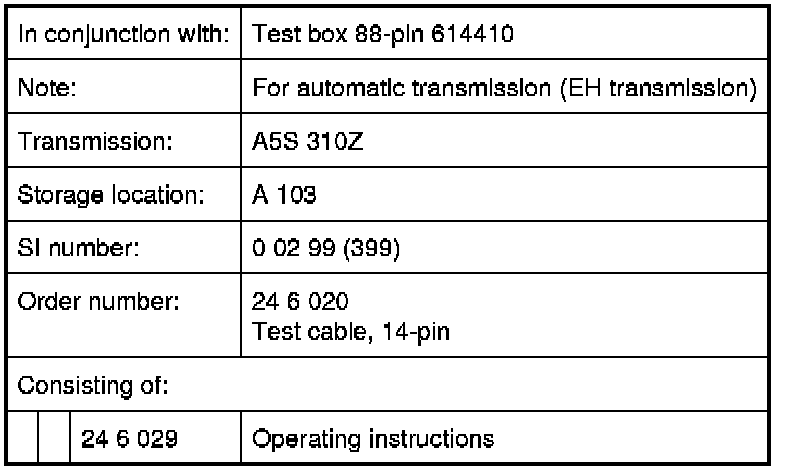 In conjunction with: Test box 88-pin 614410
Note: For automatic transmission (EH transmission)
Transmission: A5S 310Z
Storage location: A 103
SI number: 0 02 99 (399)
Order number: 24 6 020
Test cable, 14-pin
Consisting of:
24 6 029 Operating instructions